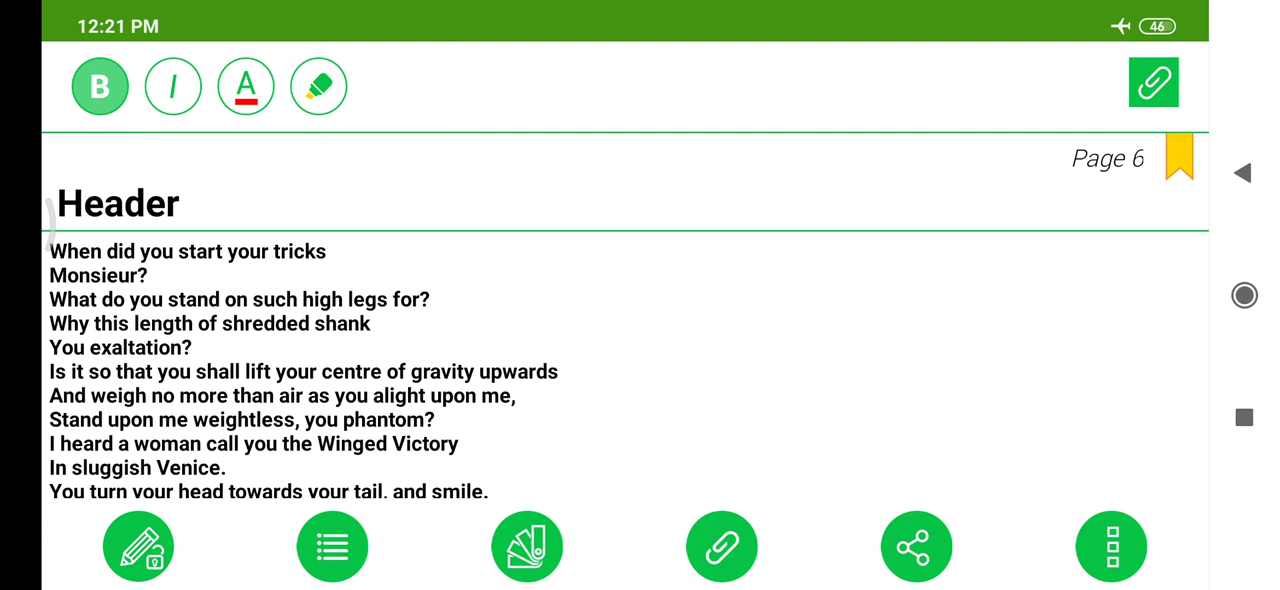 12:21 PM
46
B I A
Page 6
Header
When did you start your tricks
Monsieur?
What do you stand on such high legs for?
Why this length of shredded shank
You exaltation?
Is it so that you shall lift your centre of gravity upwards
And weigh no more than air as you alight upon me,
Stand upon me weightless, you phantom?
I heard a woman call you the Winged Victory
In sluggish Venice.
You turn your head towards your tail, and smile.